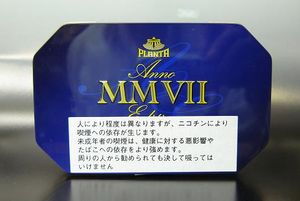 PLANTA
Anno
MMVII
人により程度は異なりますが、ニコチンにより
喫煙への依存が生じます。
未成年者の喫煙は、健康に対する悪影響や
たばこへの依存をより強めます。
周りの人から勧められても決して吸っては
いけません